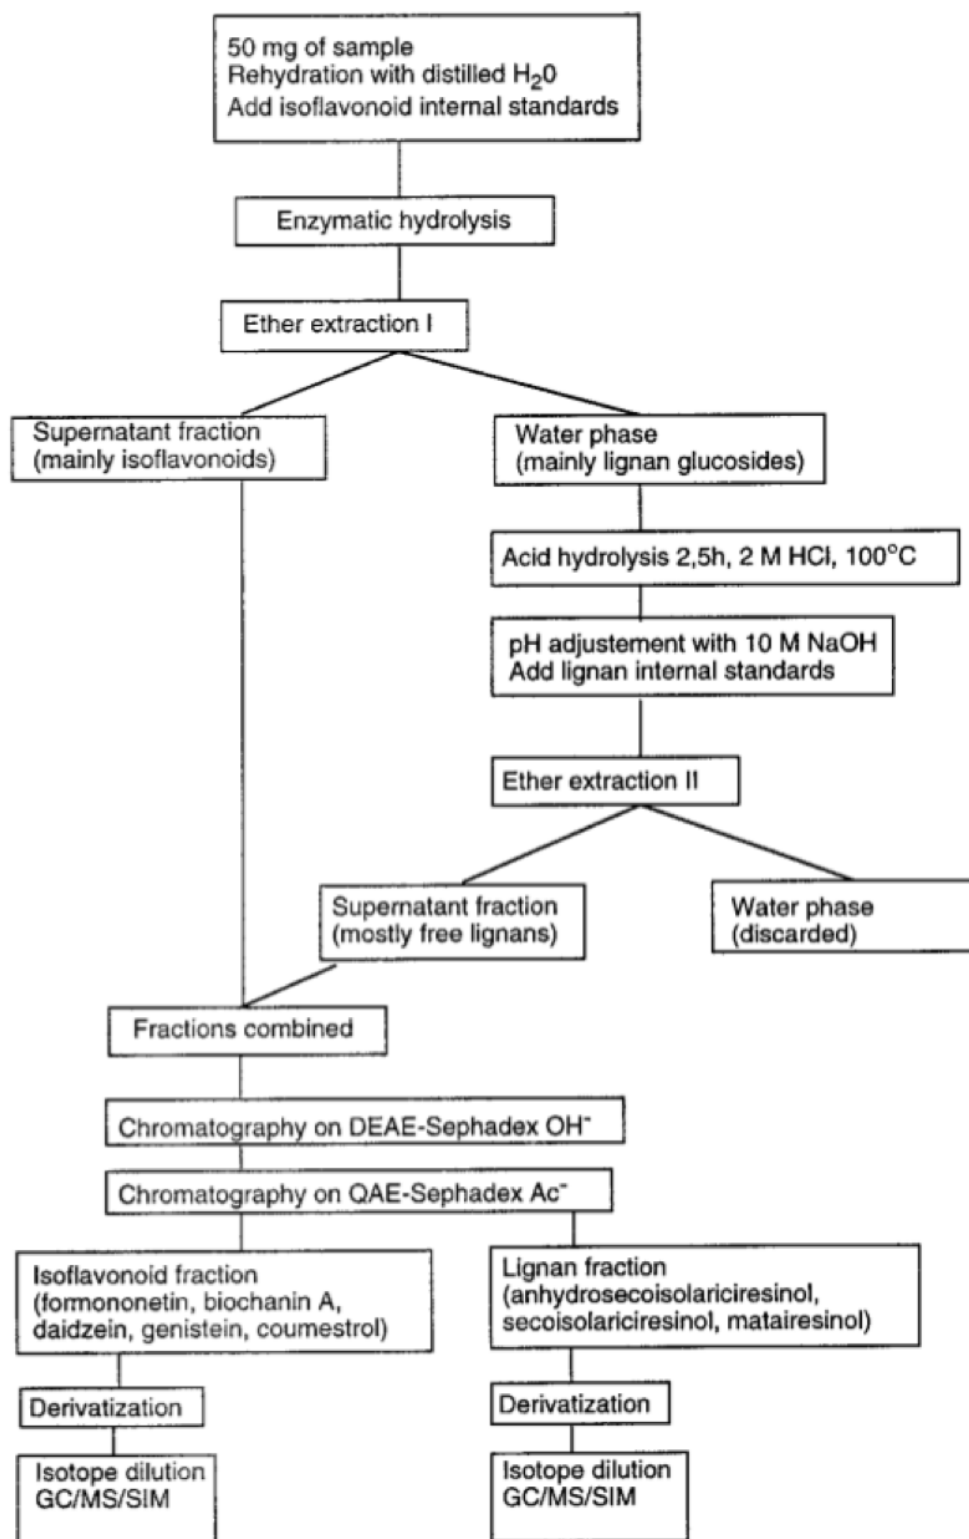 50 mg of sample
Rehydration with distilled H₂0
Add isoflavonoid internal standards
Enzymatic hydrolysis
Ether extraction I
Supernatant fraction
(mainly isoflavonoids)
Water phase
(mainly lignan glucosides)
Acid hydrolysis 2,5h, 2 M HCl, 100°C
pH adjustement with 10 M NaOH
Add lignan internal standards
Ether extraction II
Supernatant fraction
(mostly free lignans)
Water phase
(discarded)
Fractions combined
Chromatography on DEAE-Sephadex OH⁻
Chromatography on QAE-Sephadex Ac⁻
Isoflavonoid fraction
(formononetin, biochanin A,
daidzein, genistein, coumestrol)
Lignan fraction
(anhydrosecoisolariciresinol,
secoisolariciresinol, matairesinol)
Derivatization
Derivatization
Isotope dilution
GC/MS/SIM
Isotope dilution
GC/MS/SIM